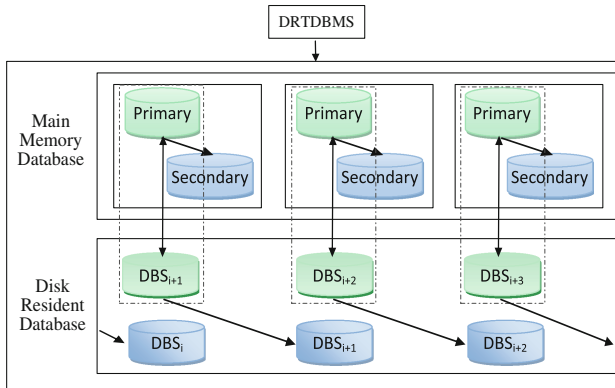 DRTDBMS
Main
Memory
Database
Primary
Secondary
Primary
Secondary
Primary
Secondary
Disk
Resident
Database
DBSi+1
DBSi+2
DBSi+3
DBSi
DBSi+1
DBSi+2